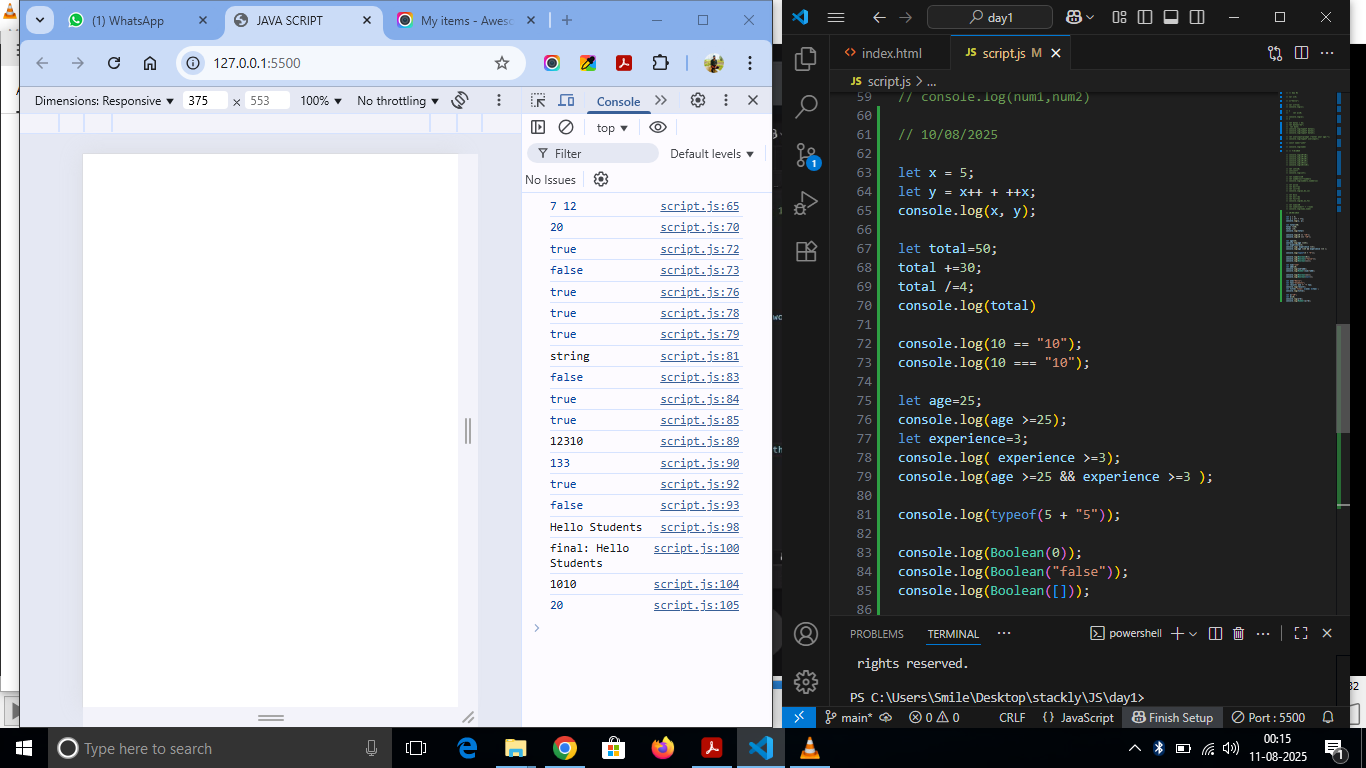 (1) WhatsApp
JAVA SCRIPT
My items - Aweso
day1
127.0.0.1:5500
index.html
script.js M
JS script.js > ...
Dimensions: Responsive
375 × 553
100%
No throttling
Console
top
Filter
Default levels
No Issues
7 12 script.js:65
20 script.js:70
true script.js:72
false script.js:73
true script.js:76
true script.js:78
true script.js:79
string script.js:81
false script.js:83
true script.js:84
true script.js:85
12310 script.js:89
133 script.js:90
true script.js:92
false script.js:93
Hello Students script.js:98
final: Hello script.js:100
Students
1010 script.js:104
20 script.js:105
59 // console.log(num1,num2)
60
61 // 10/08/2025
62
63 let x = 5;
64 let y = x++ + ++x;
65 console.log(x, y);
66
67 let total=50;
68 total +=30;
69 total /=4;
70 console.log(total)
71
72 console.log(10 == "10");
73 console.log(10 === "10");
74
75 let age=25;
76 console.log(age >=25);
77 let experience=3;
78 console.log( experience >=3);
79 console.log(age >=25 && experience >=3 );
80
81 console.log(typeof(5 + "5"));
82
83 console.log(Boolean(0));
84 console.log(Boolean("false"));
85 console.log(Boolean([]));
86
PROBLEMS TERMINAL ... powershell
rights reserved.
PS C:\Users\Smile\Desktop\stackly\JS\day1>
main* 0 0 CRLF {} JavaScript Finish Setup Port : 5500
Type here to search
00:15
11-08-2025
1